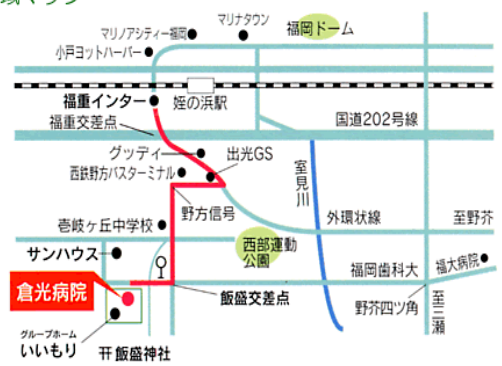 域マップ
マリナタウン
マリノアシティー福岡
福岡ドーム
小戸ヨットハーバー
福重インター
姪の浜駅
福重交差点
国道202号線
グッディ
出光GS
西鉄野方バスターミナル
室見川
野方信号
外環状線
至野芥
壱岐ヶ丘中学校
西部運動
公園
サンハウス
福岡歯科大
福大病院
倉光病院
飯盛交差点
野芥四ツ角
至三瀬
グループホーム
いいもり
飯盛神社